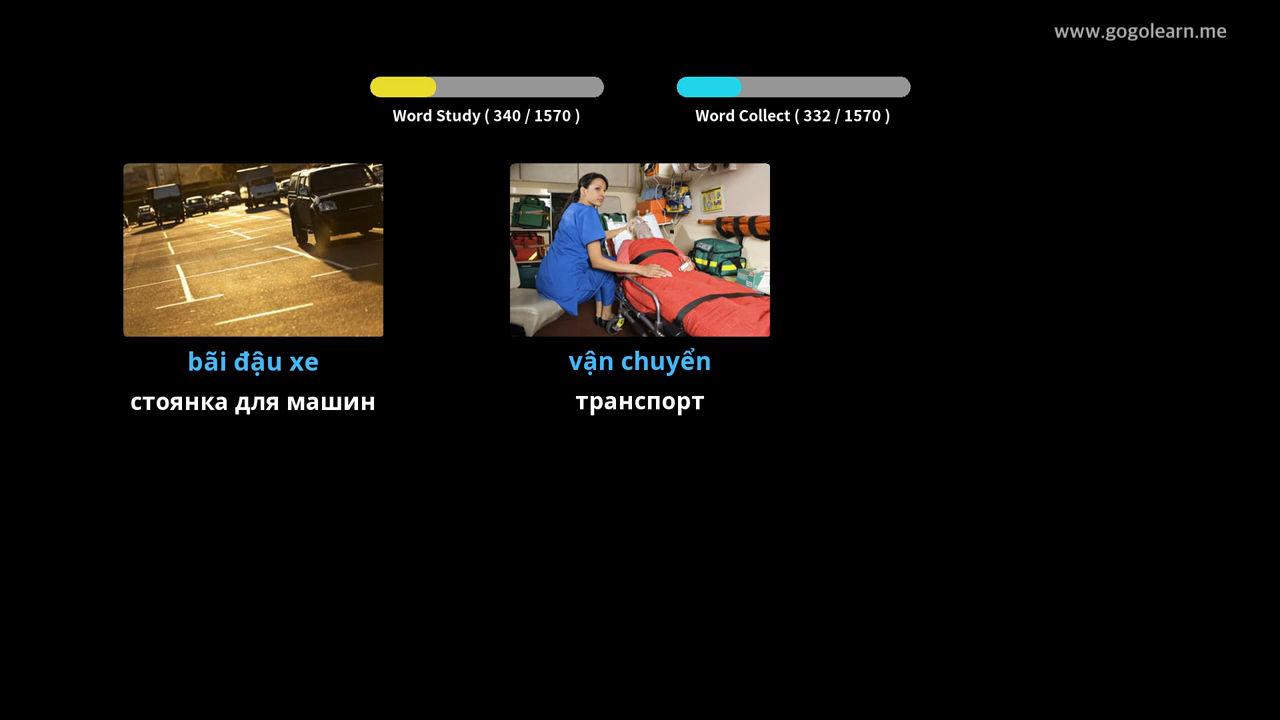 www.gogolearn.me
Word Study ( 340 / 1570 )
Word Collect ( 332 / 1570 )
bãi đậu xe
стоянка для машин
vận chuyển
транспорт